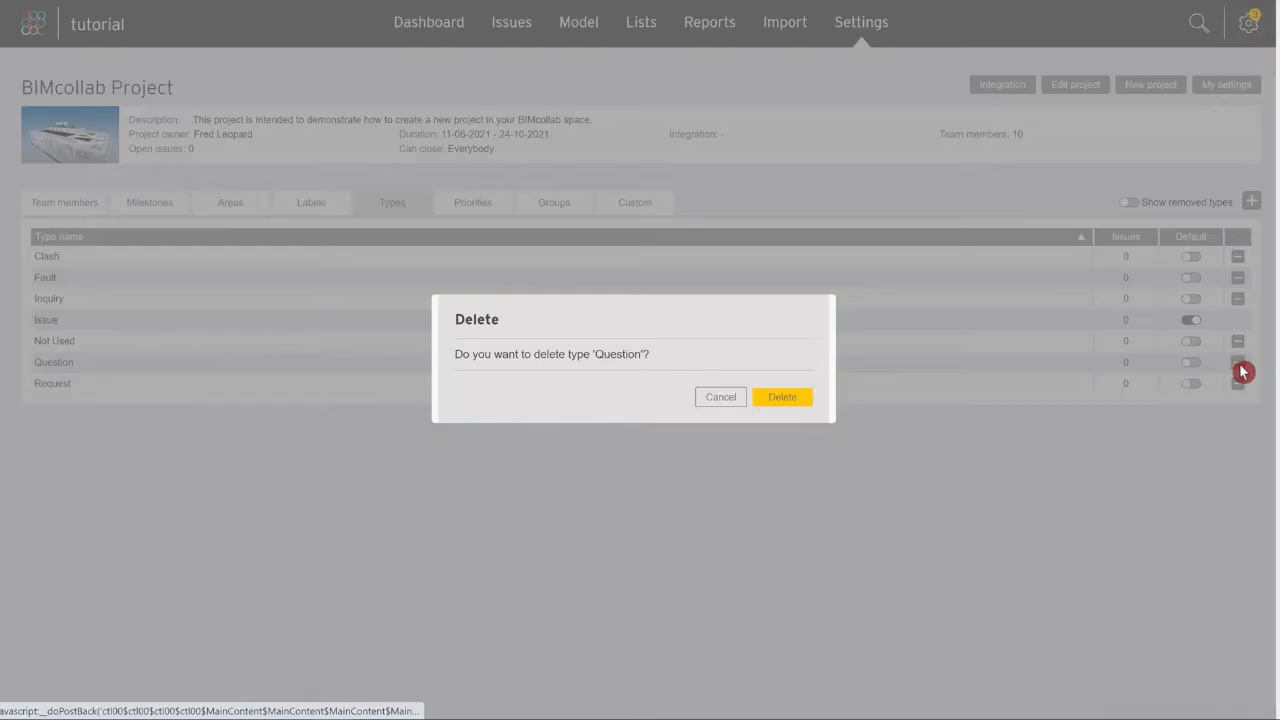 tutorial
Dashboard Issues Model Lists Reports Import Settings
3
BIMcollab Project
Integration Edit project New project My settings
Description: This project is intended to demonstrate how to create a new project in your BIMcollab space.
Project owner: Fred Leopard Duration: 11-06-2021 - 24-10-2021 Integration: - Team members: 10
Open issues: 0 Can close: Everybody
Team members Milestones Areas Labels Types Priorities Groups Custom Show removed types
Type name Issues Default
Clash 0
Fault 0
Inquiry 0
Issue 0
Not Used 0
Question 0
Request 0
Delete
Do you want to delete type 'Question'?
Cancel Delete
avascript:__doPostBack('ctl00$ctl00$ctl00$ctl00$MainContent$MainContent$MainContent$Main...